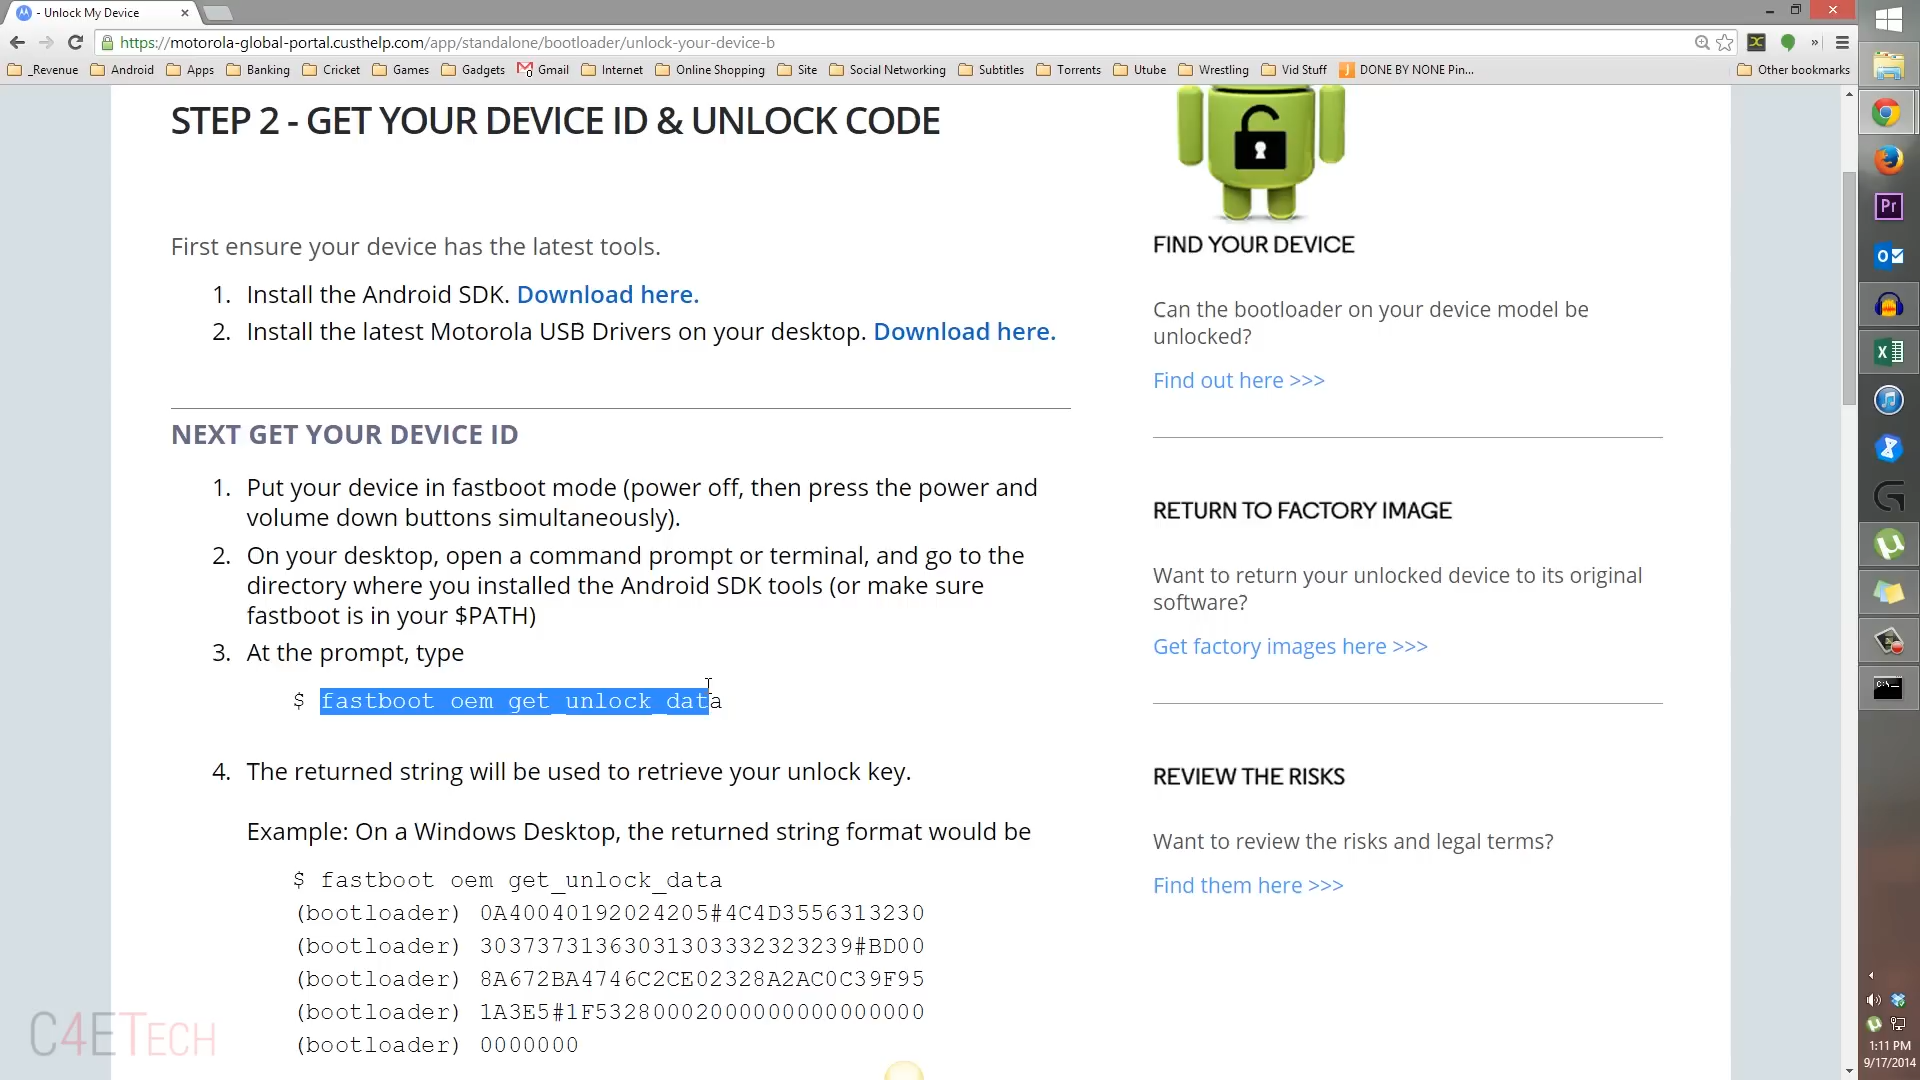 - Unlock My Device
https://motorola-global-portal.custhelp.com/app/standalone/bootloader/unlock-your-device-b
_Revenue Android Apps Banking Cricket Games Gadgets Gmail Internet Online Shopping Site Social Networking Subtitles Torrents Utube Wrestling Vid Stuff DONE BY NONE Pin... Other bookmarks
STEP 2 - GET YOUR DEVICE ID & UNLOCK CODE
First ensure your device has the latest tools.
1. Install the Android SDK. Download here.
2. Install the latest Motorola USB Drivers on your desktop. Download here.
NEXT GET YOUR DEVICE ID
1. Put your device in fastboot mode (power off, then press the power and
volume down buttons simultaneously).
2. On your desktop, open a command prompt or terminal, and go to the
directory where you installed the Android SDK tools (or make sure
fastboot is in your $PATH)
3. At the prompt, type
$ fastboot oem get_unlock_data
4. The returned string will be used to retrieve your unlock key.
Example: On a Windows Desktop, the returned string format would be
$ fastboot oem get_unlock_data
(bootloader) 0A40040192024205#4C4D3556313230
(bootloader) 30373731363031303332323239#BD00
(bootloader) 8A672BA4746C2CE02328A2AC0C39F95
(bootloader) 1A3E5#1F53280002000000000000000
(bootloader) 0000000
FIND YOUR DEVICE
Can the bootloader on your device model be
unlocked?
Find out here >>>
RETURN TO FACTORY IMAGE
Want to return your unlocked device to its original
software?
Get factory images here >>>
REVIEW THE RISKS
Want to review the risks and legal terms?
Find them here >>>
C4ETech
Pr
1:11 PM
9/17/2014